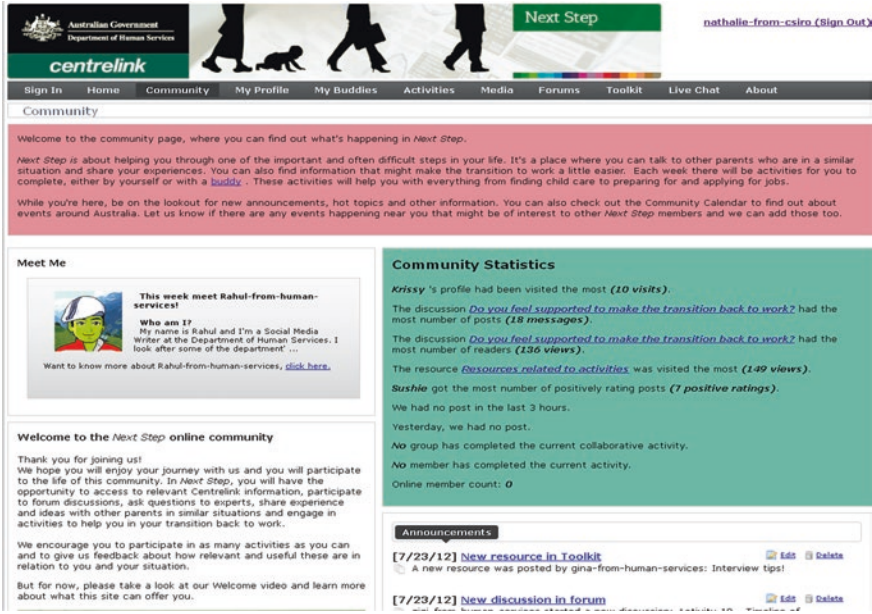 Australian Government
Department of Human Services
centrelink
Next Step
nathalie-from-csiro (Sign Out)
Sign In Home Community My Profile My Buddies Activities Media Forums Toolkit Live Chat About
Community
Welcome to the community page, where you can find out what's happening in Next Step.
Next Step is about helping you through one of the important and often difficult steps in your life. It's a place where you can talk to other parents who are in a similar
situation and share your experiences. You can also find information that might make the transition to work a little easier. Each week there will be activities for you to
complete, either by yourself or with a buddy . These activities will help you with everything from finding child care to preparing for and applying for jobs.
While you're here, be on the lookout for new announcements, hot topics and other information. You can also check out the Community Calendar to find out about
events around Australia. Let us know if there are any events happening near you that might be of interest to other Next Step members and we can add those too.
Meet Me
This week meet Rahul-from-human-
services!
Who am I?
My name is Rahul and I'm a Social Media
Writer at the Department of Human Services. I
look after some of the department' ...
Want to know more about Rahul-from-human-services, click here.
Welcome to the Next Step online community
Thank you for joining us!
We hope you will enjoy your journey with us and you will participate
to the life of this community. In Next Step, you will have the
opportunity to access to relevant Centrelink information, participate
to forum discussions, ask questions to experts, share experience
and ideas with other parents in similar situations and engage in
activities to help you in your transition back to work.
We encourage you to participate in as many activities as you can
and to give us feedback about how relevant and useful these are in
relation to you and your situation.
But for now, please take a look at our Welcome video and learn more
about what this site can offer you.
Community Statistics
Krissy 's profile had been visited the most (10 visits).
The discussion Do you feel supported to make the transition back to work? had the
most number of posts (18 messages).
The discussion Do you feel supported to make the transition back to work? had the
most number of readers (136 views).
The resource Resources related to activities was visited the most (149 views).
Sushie got the most number of positively rating posts (7 positive ratings).
We had no post in the last 3 hours.
Yesterday, we had no post.
No group has completed the current collaborative activity.
No member has completed the current activity.
Online member count: 0
Announcements
[7/23/12] New resource in Toolkit Edit Delete
A new resource was posted by gina-from-human-services: Interview tips!
[7/23/12] New discussion in forum Edit Delete
gigi-from-human-services started a new discussion: Activity 10 - Timeline of